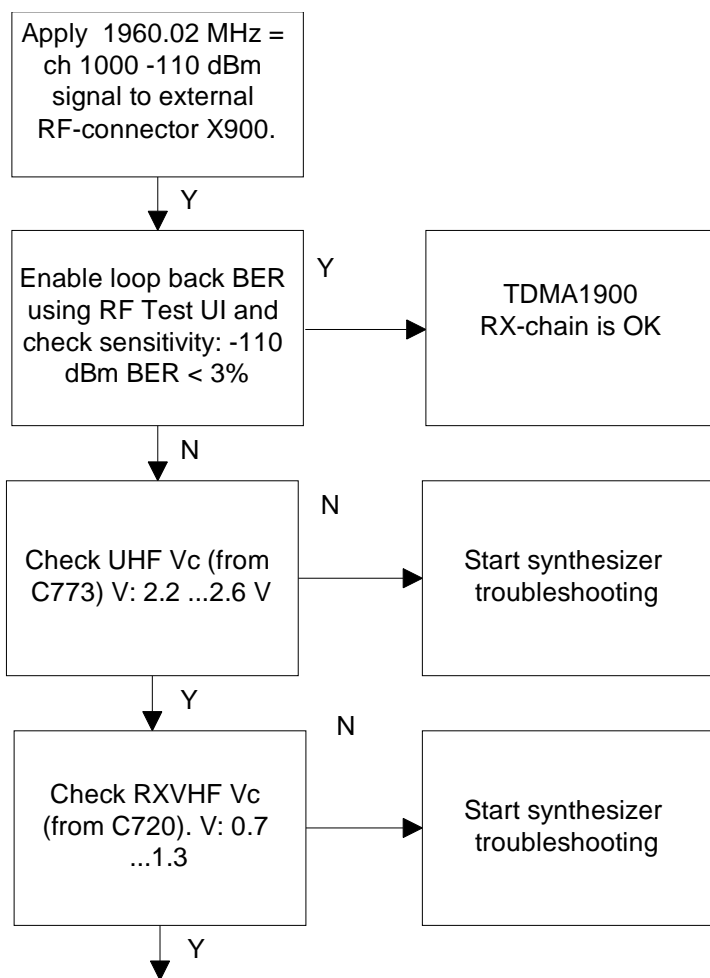 Apply 1960.02 MHz =
ch 1000 -110 dBm
signal to external
RF-connector X900.
Y
Enable loop back BER
using RF Test UI and
check sensitivity: -110
dBm BER < 3%
Y
TDMA1900
RX-chain is OK
N
Check UHF Vc (from
C773) V: 2.2 ...2.6 V
N
Start synthesizer
troubleshooting
Y
Check RXVHF Vc
(from C720). V: 0.7
...1.3
N
Start synthesizer
troubleshooting
Y